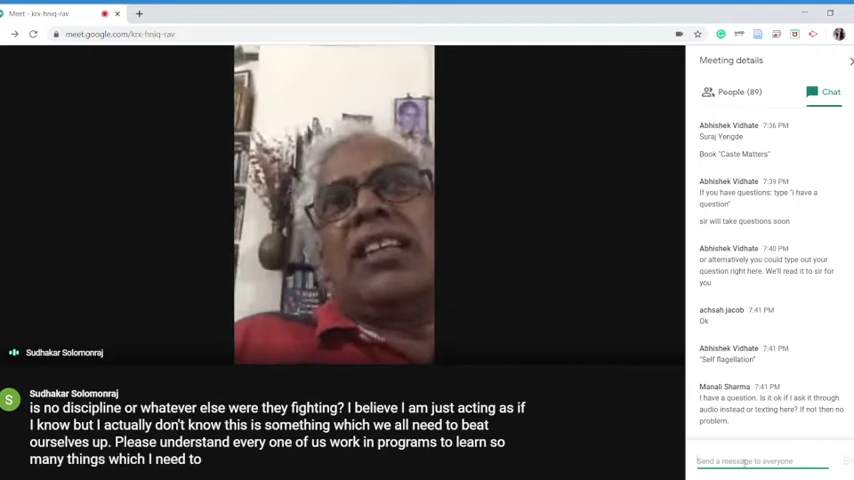 Meet - krx-hniq-rav
meet.google.com/krx-hniq-rav
Meeting details
People (89)
Chat
Abhishek Vidhate 7:36 PM
Suraj Yengde
Book "Caste Matters"
Abhishek Vidhate 7:39 PM
If you have questions: type "i have a
question"
sir will take questions soon
Abhishek Vidhate 7:40 PM
or alternatively you could type out your
question right here. We'll read it to sir for
you
achsah jacob 7:41 PM
Ok
Abhishek Vidhate 7:41 PM
"Self flagellation"
Manali Sharma 7:41 PM
I have a question. Is it ok if I ask it through
audio instead or texting here? If not then no
problem.
Send a message to everyone
Sudhakar Solomonraj
S
Sudhakar Solomonraj
is no discipline or whatever else were they fighting? I believe I am just acting as if
I know but I actually don't know this is something which we all need to beat
ourselves up. Please understand every one of us work in programs to learn so
many things which I need to